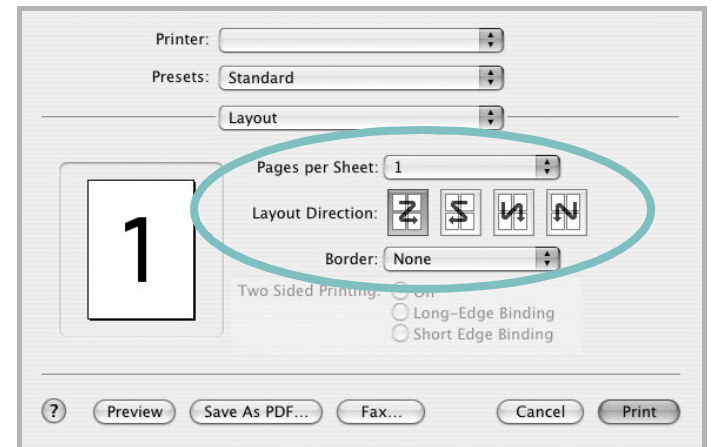 Printer:
Presets: Standard
Layout
Pages per Sheet: 1
Layout Direction:
Border: None
1
Two Sided Printing:
Long-Edge Binding
Short Edge Binding
? Preview Save As PDF... Fax... Cancel Print